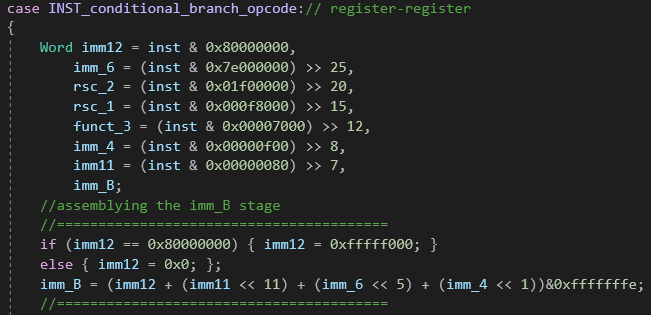 case INST_conditional_branch_opcode:// register-register
{
Word imm12 = inst & 0x80000000,
imm_6 = (inst & 0x7e000000) >> 25,
rsc_2 = (inst & 0x01f00000) >> 20,
rsc_1 = (inst & 0x000f8000) >> 15,
funct_3 = (inst & 0x00007000) >> 12,
imm_4 = (inst & 0x00000f00) >> 8,
imm11 = (inst & 0x00000080) >> 7,
imm_B;
//assemblying the imm_B stage
//========================================
if (imm12 == 0x80000000) { imm12 = 0xfffff000; }
else { imm12 = 0x0; };
imm_B = (imm12 + (imm11 << 11) + (imm_6 << 5) + (imm_4 << 1))&0xfffffffe;
//========================================